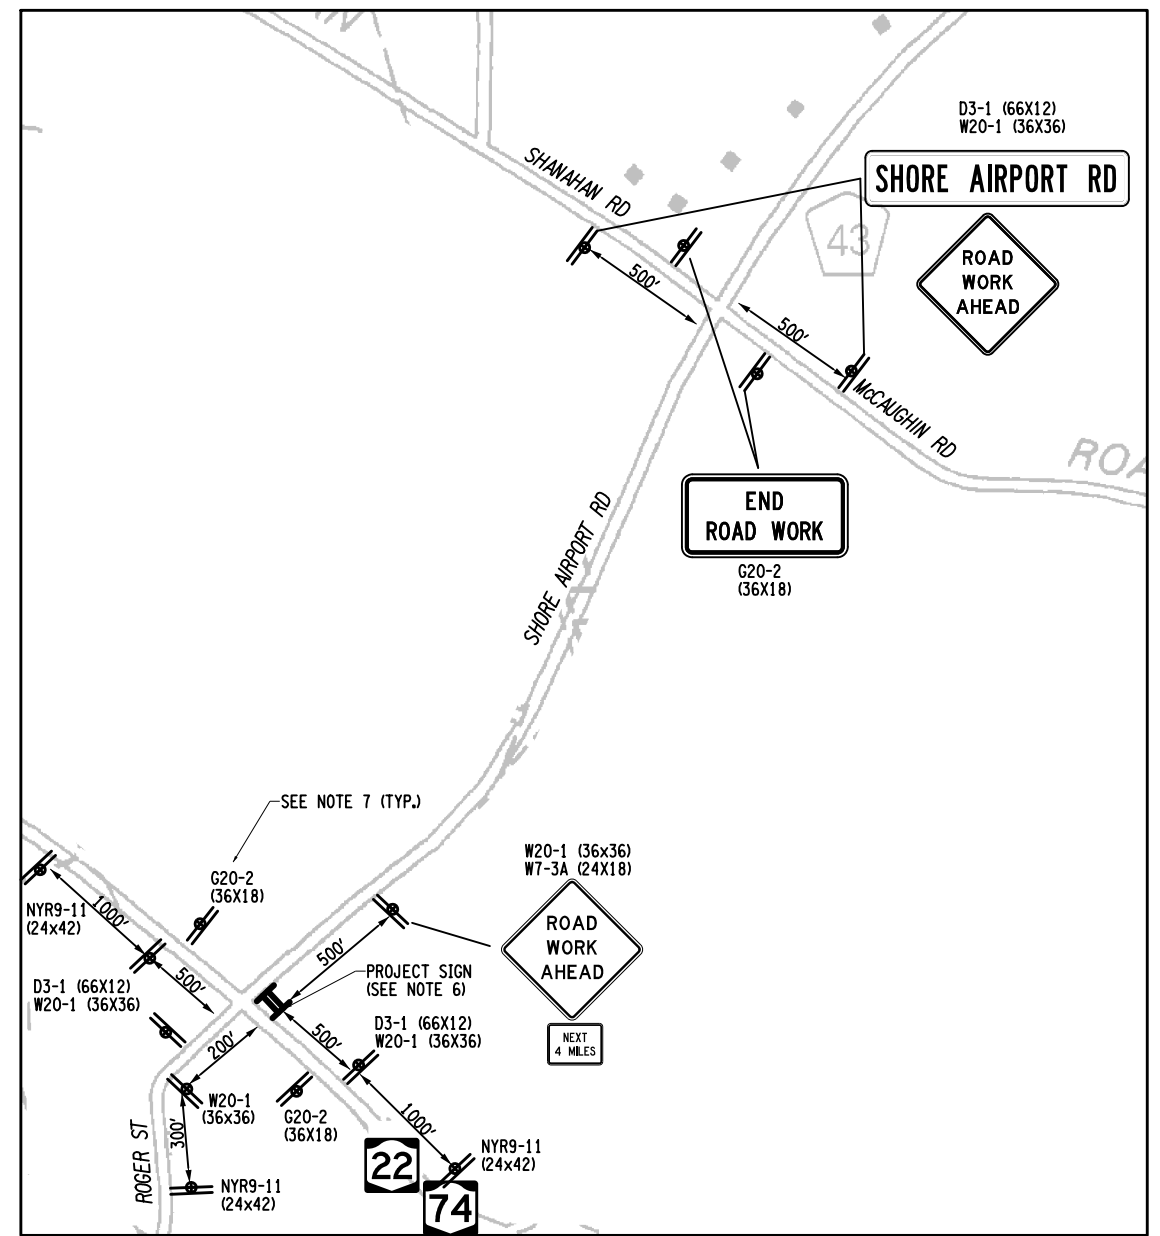 D3-1 (66X12)
W20-1 (36X36)
SHORE AIRPORT RD
SHANAHAN RD
43
ROAD
WORK
AHEAD
500'
500'
McCAUGHIN RD
END
ROAD WORK
G20-2
(36X18)
SHORE AIRPORT RD
SEE NOTE 7 (TYP.)
W20-1 (36x36)
W7-3A (24X18)
G20-2
(36X18)
NYR9-11
(24x42)
1000'
ROAD
WORK
AHEAD
500'
500'
PROJECT SIGN
(SEE NOTE 6)
D3-1 (66X12)
W20-1 (36X36)
D3-1 (66X12)
W20-1 (36X36)
500'
200'
NEXT
4 MILES
W20-1
(36x36)
G20-2
(36X18)
1000'
300'
ROGER ST
NYR9-11
(24x42)
22
NYR9-11
(24x42)
74